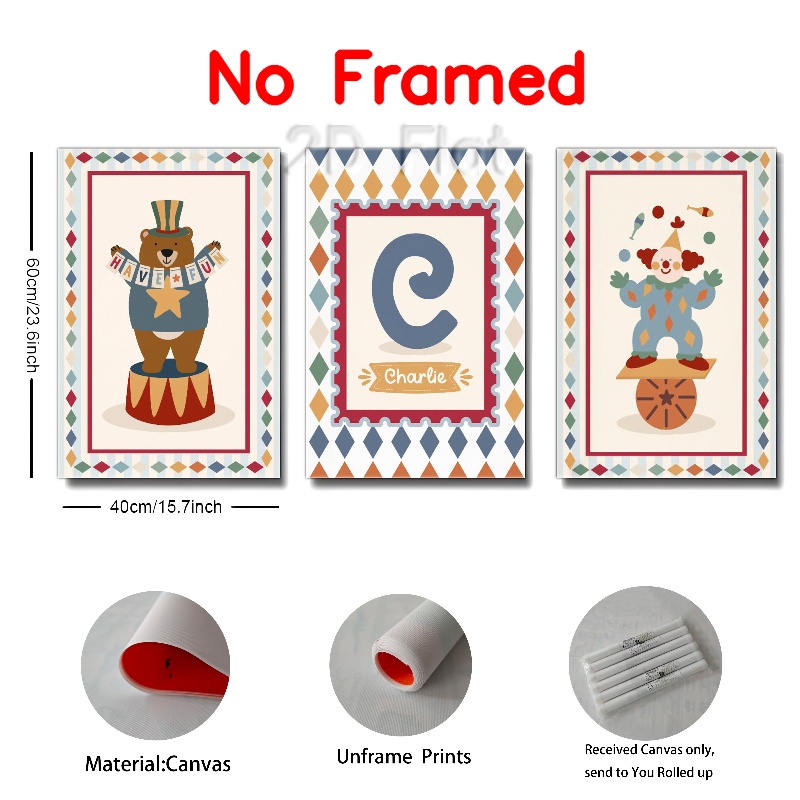 No Framed
2D Flat
HAVE FUN
60cm/23.6inch
Charlie
40cm/15.7inch
Material:Canvas
Unframe Prints
Received Canvas only,
send to You Rolled up